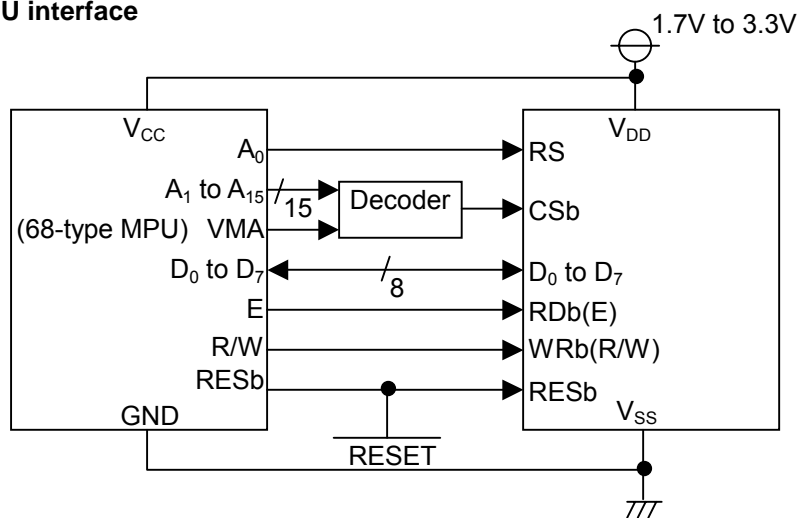 U interface
1.7V to 3.3V
VCC
VDD
A0
RS
A1 to A15
15
Decoder
CSb
(68-type MPU) VMA
D0 to D7
8
D0 to D7
E
RDb(E)
R/W
WRb(R/W)
RESb
RESb
GND
RESET
VSS